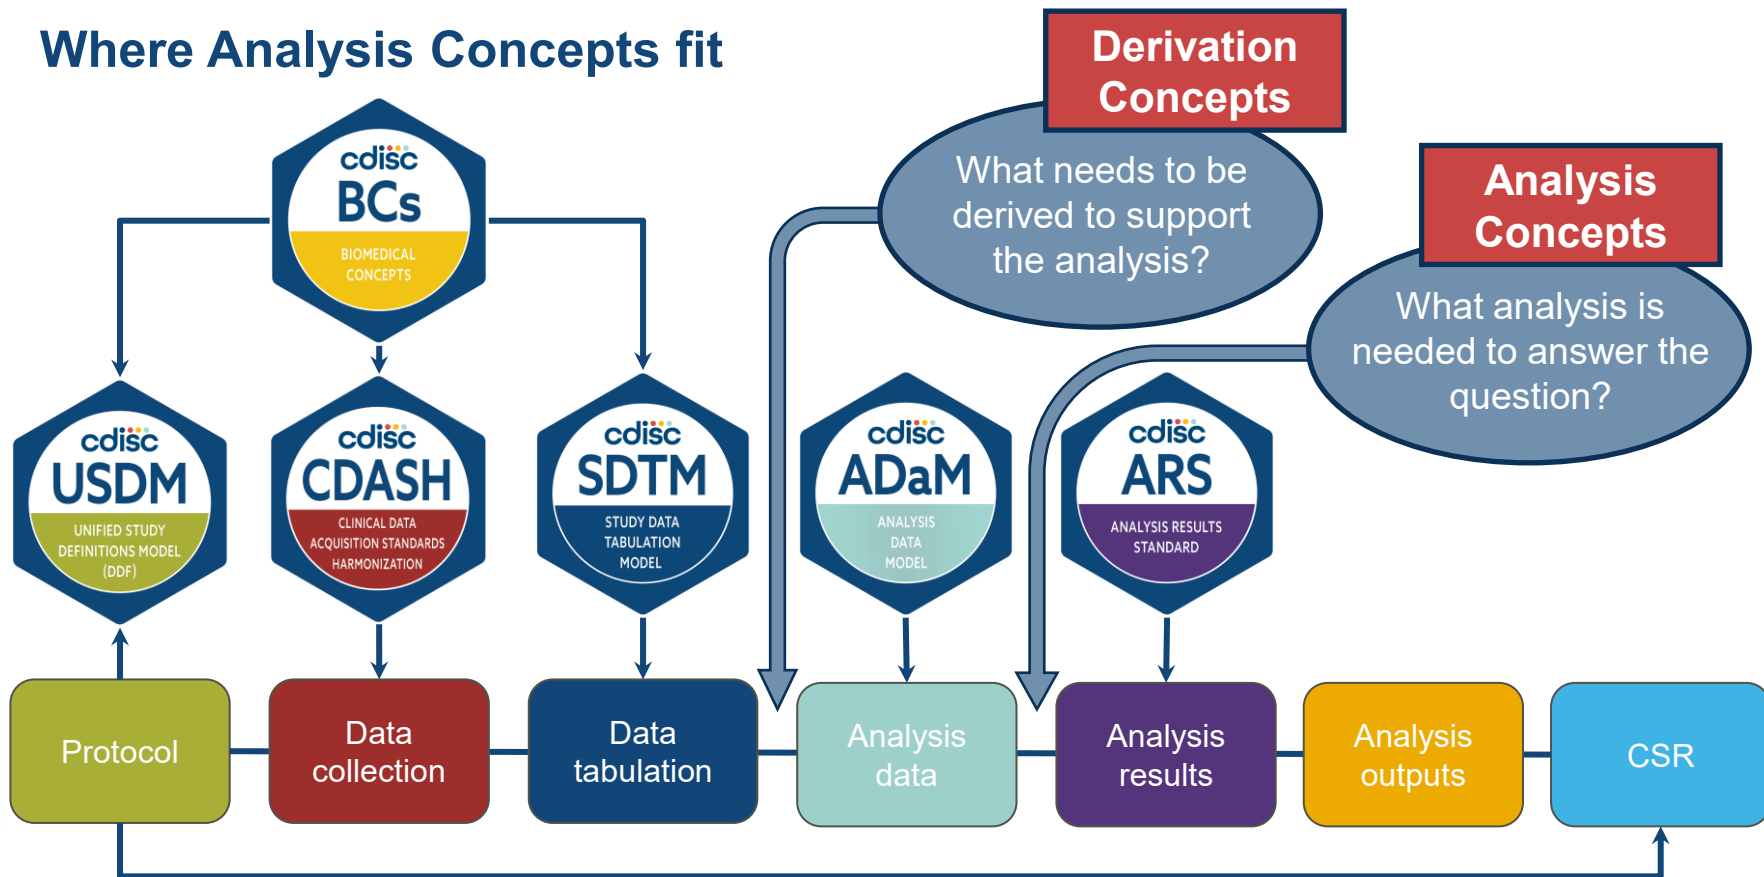 Where Analysis Concepts fit
Derivation
Concepts
What needs to be
derived to support
the analysis?
Analysis
Concepts
What analysis is
needed to answer the
question?
cdisc
BCs
BIOMEDICAL
CONCEPTS
cdisc
USDM
UNIFIED STUDY
DEFINITIONS MODEL
(DDF)
cdisc
CDASH
CLINICAL DATA
ACQUISITION STANDARDS
HARMONIZATION
cdisc
SDTM
STUDY DATA
TABULATION
MODEL
cdisc
ADaM
ANALYSIS
DATA
MODEL
cdisc
ARS
ANALYSIS RESULTS
STANDARD
Protocol
Data
collection
Data
tabulation
Analysis
data
Analysis
results
Analysis
outputs
CSR